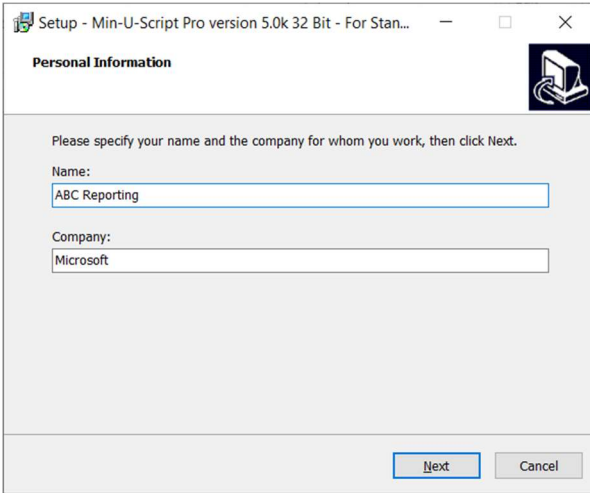 Setup - Min-U-Script Pro version 5.0k 32 Bit - For Stan...
Personal Information
Please specify your name and the company for whom you work, then click Next.
Name:
ABC Reporting
Company:
Microsoft
Next Cancel